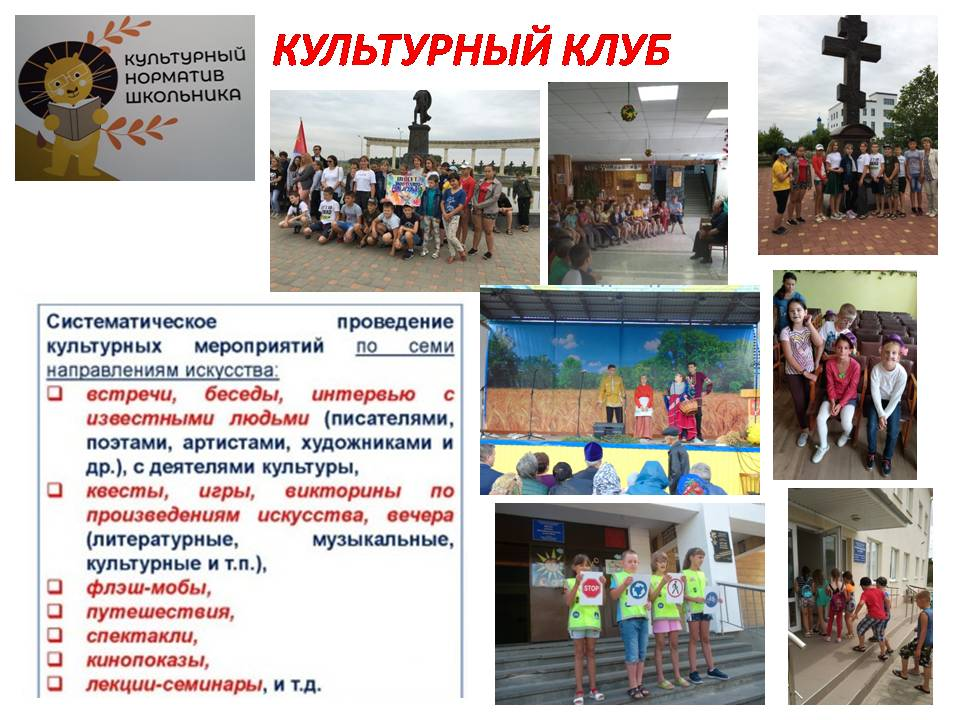 КУЛЬТУРНЫЙ КЛУБ
КУЛЬТУРНЫЙ
НОРМАТИВ
ШКОЛЬНИКА
Систематическое проведение
культурных мероприятий по семи
направлениям искусства:
❑ встречи, беседы, интервью с
известными людьми (писателями,
поэтами, артистами, художниками и
др.), с деятелями культуры,
❑ квесты, игры, викторины по
произведениям искусства, вечера
(литературные, музыкальные,
культурные и т.п.),
❑ флэш-мобы,
❑ путешествия,
❑ спектакли,
❑ кинопоказы,
❑ лекции-семинары, и т.д.
STOP